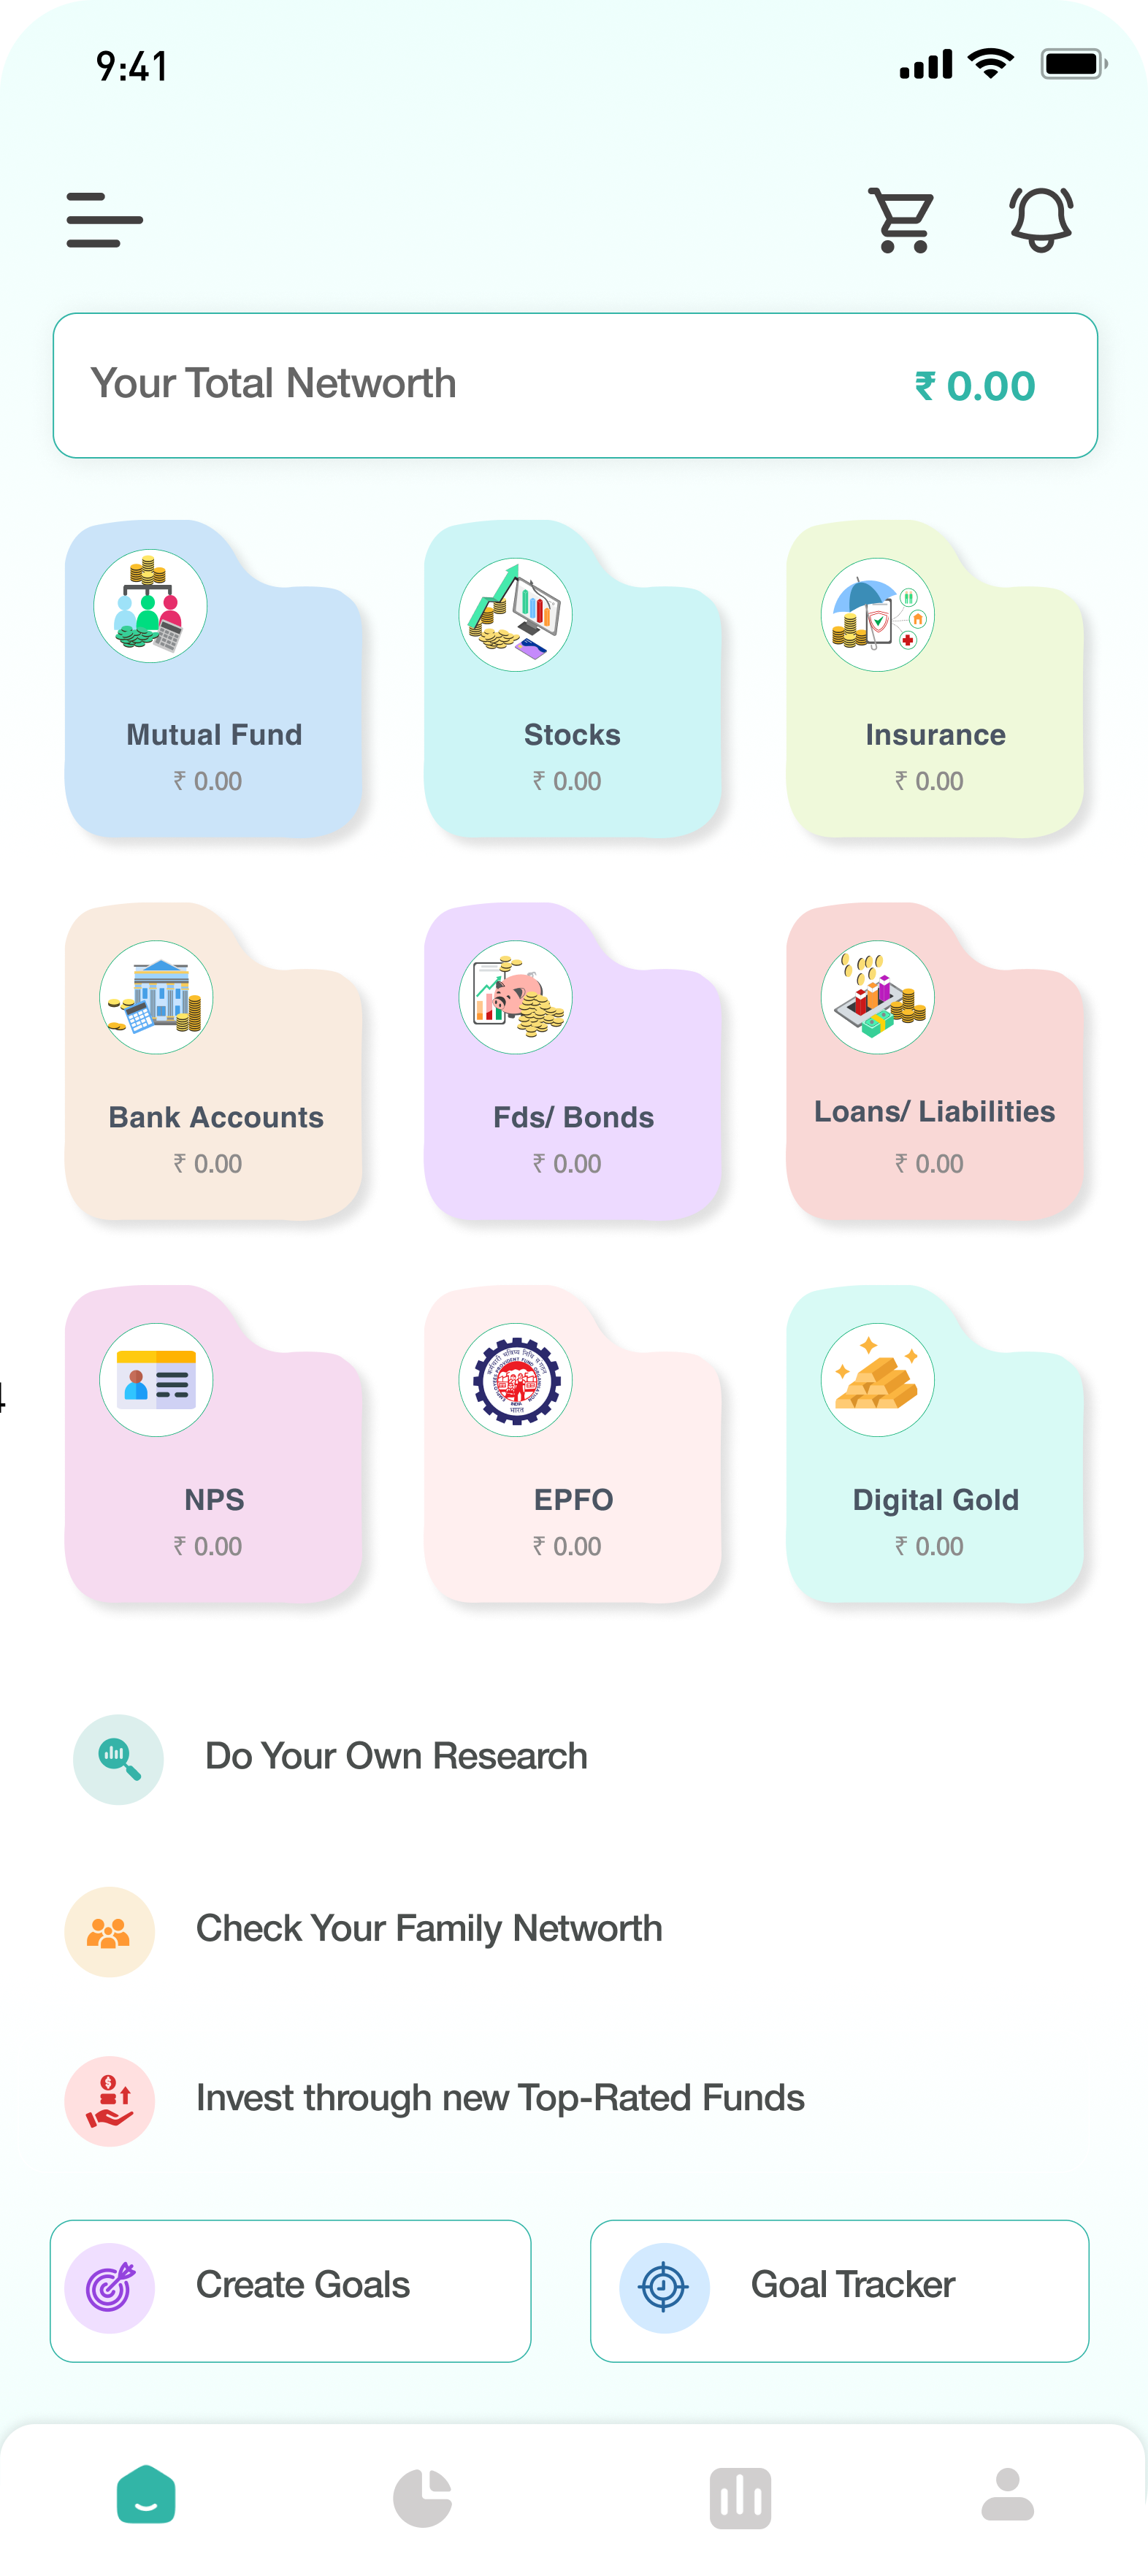 9:41
Your Total Networth
₹ 0.00
Mutual Fund
₹ 0.00
Stocks
₹ 0.00
Insurance
₹ 0.00
Bank Accounts
₹ 0.00
Fds/ Bonds
₹ 0.00
Loans/ Liabilities
₹ 0.00
NPS
₹ 0.00
EPFO
₹ 0.00
Digital Gold
₹ 0.00
Do Your Own Research
Check Your Family Networth
Invest through new Top-Rated Funds
Create Goals
Goal Tracker